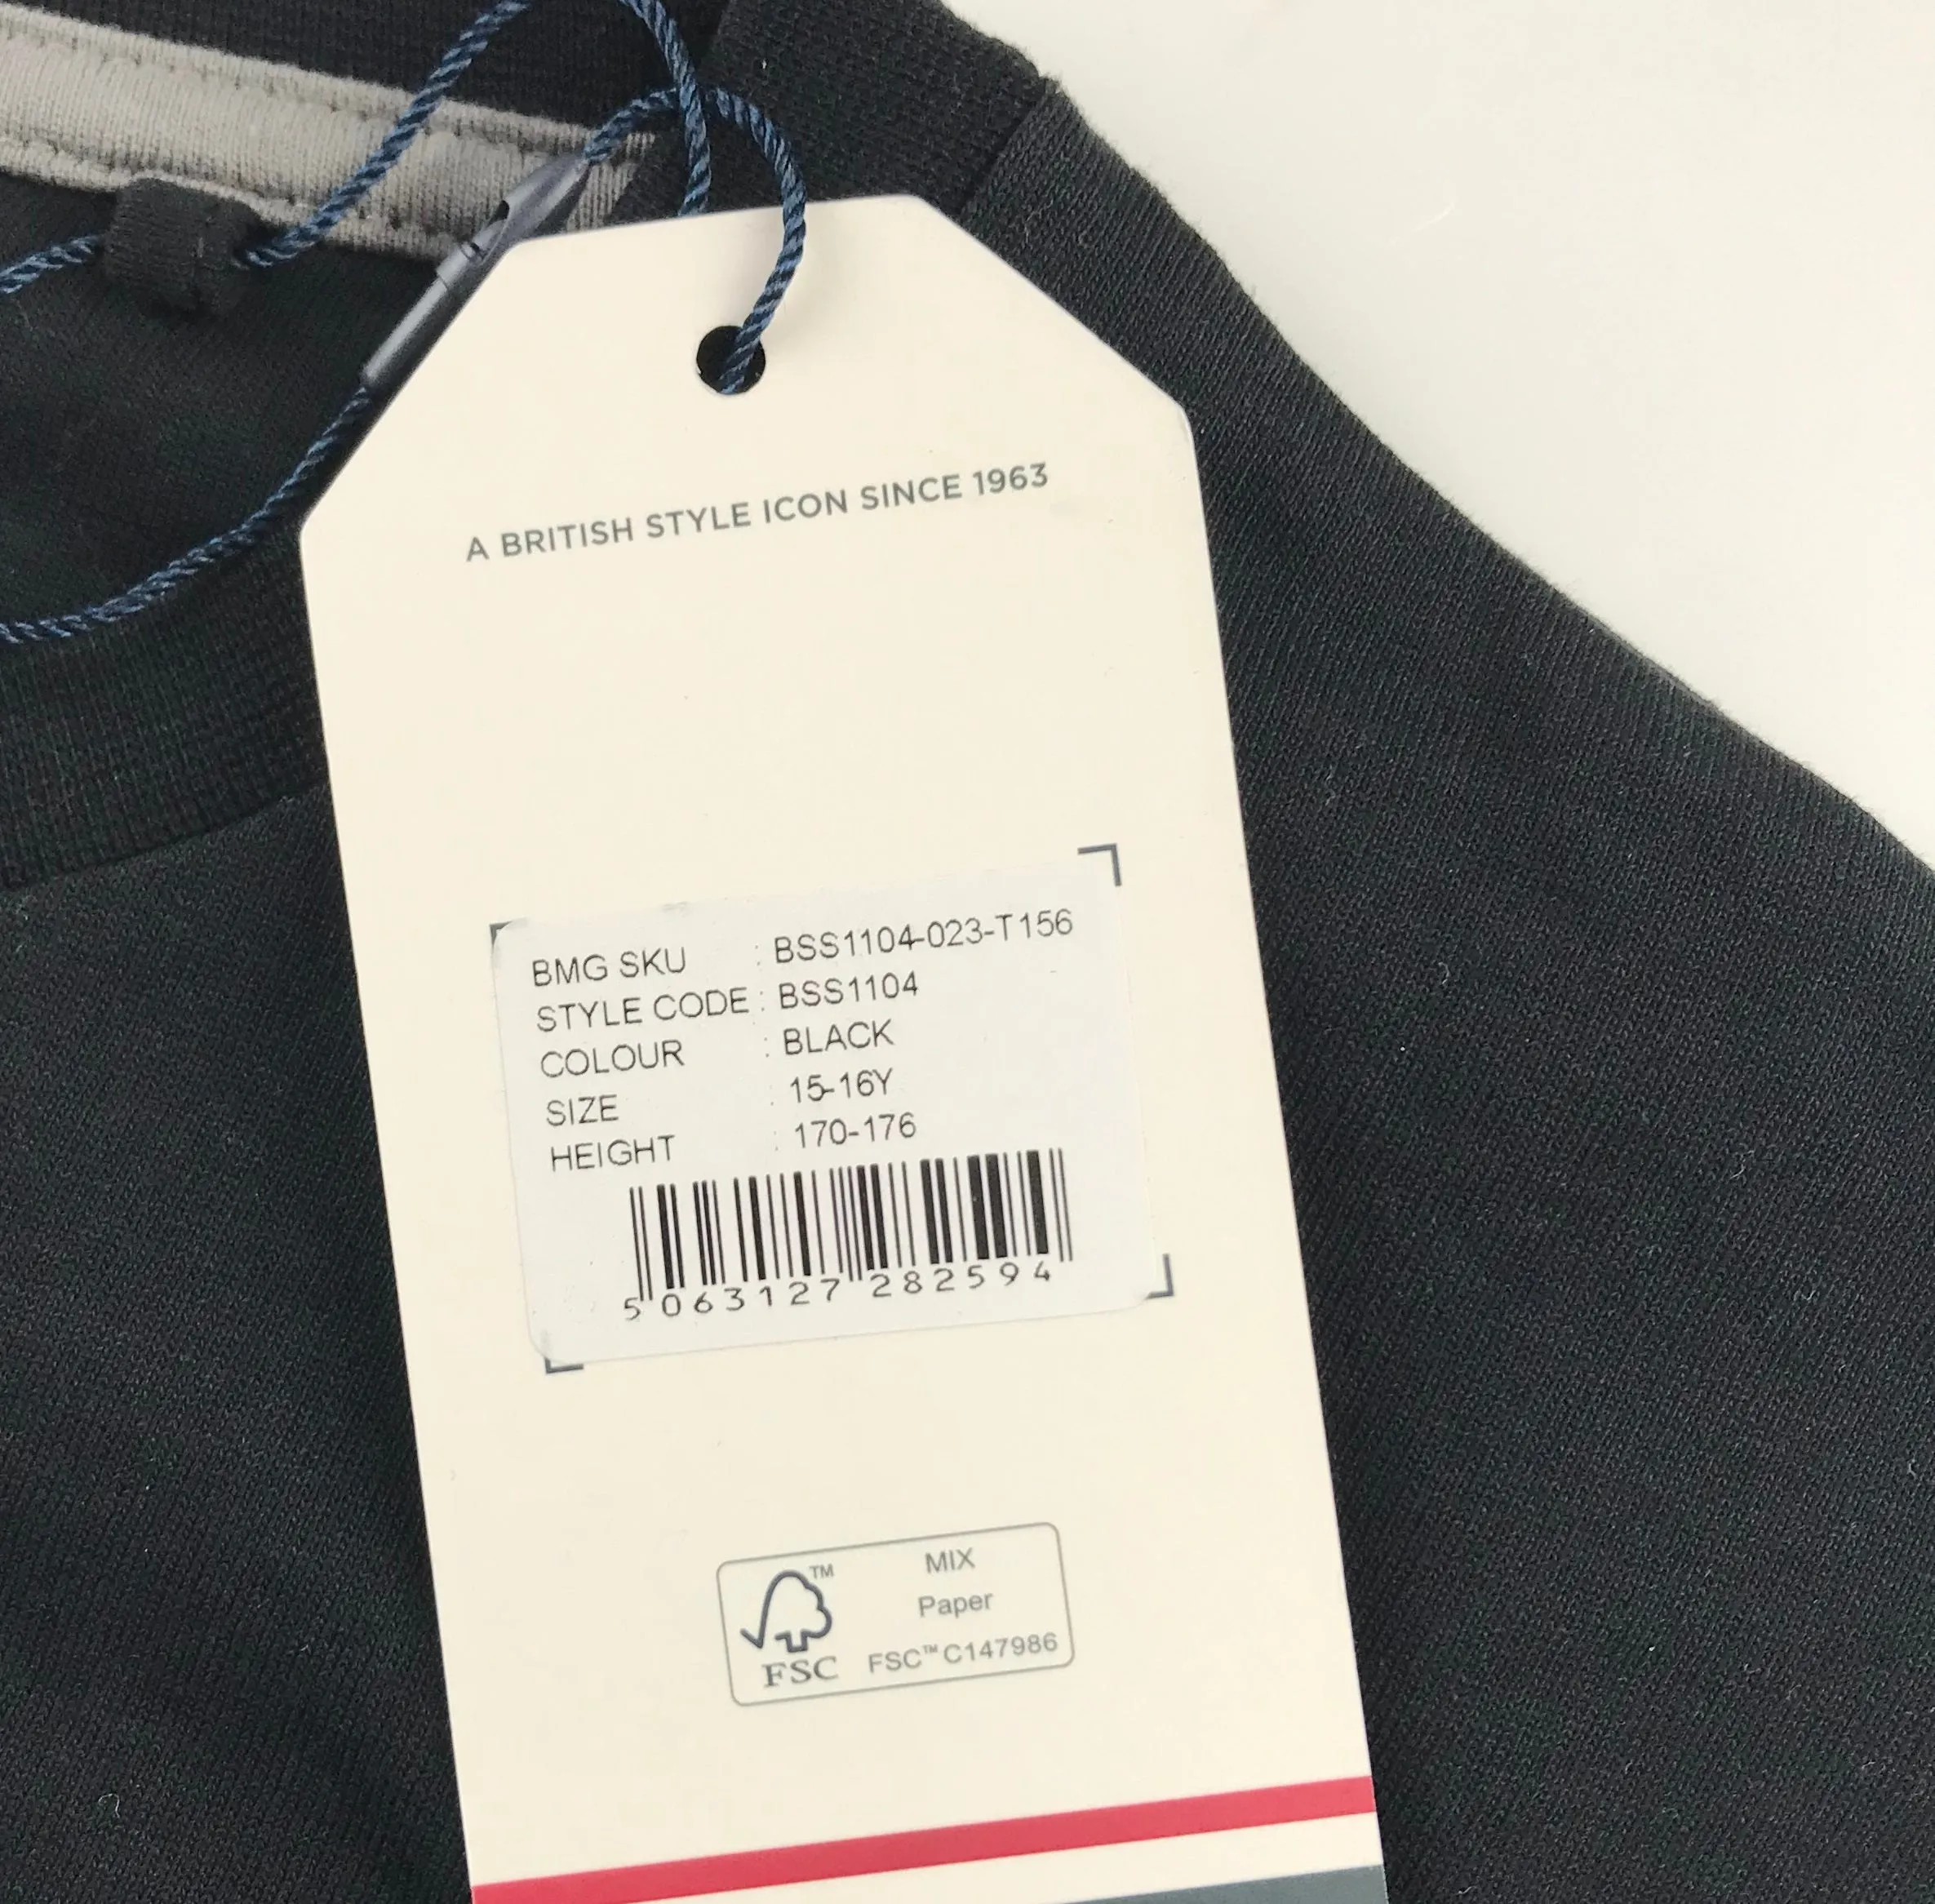 A BRITISH STYLE ICON SINCE 1963
BMG SKU : BSS1104-023-T156
STYLE CODE : BSS1104
COLOUR : BLACK
SIZE : 15-16Y
HEIGHT : 170-176
5 063127 282594
TM
MIX
Paper
FSC FSC™ C147986